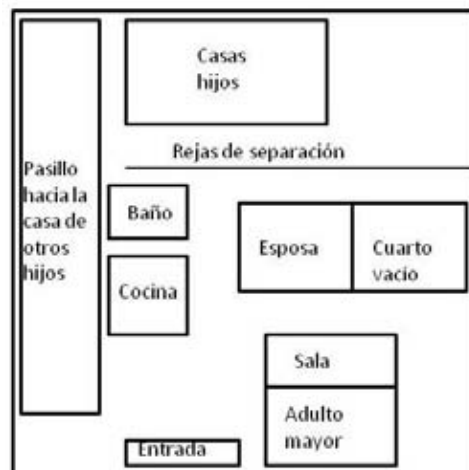 Casas
hijos
Rejas de separación
Pasillo
hacia la
casa de
otros
hijos
Baño
Esposa
Cuarto
vacio
Cocina
Sala
Adulto
mayor
Entrada